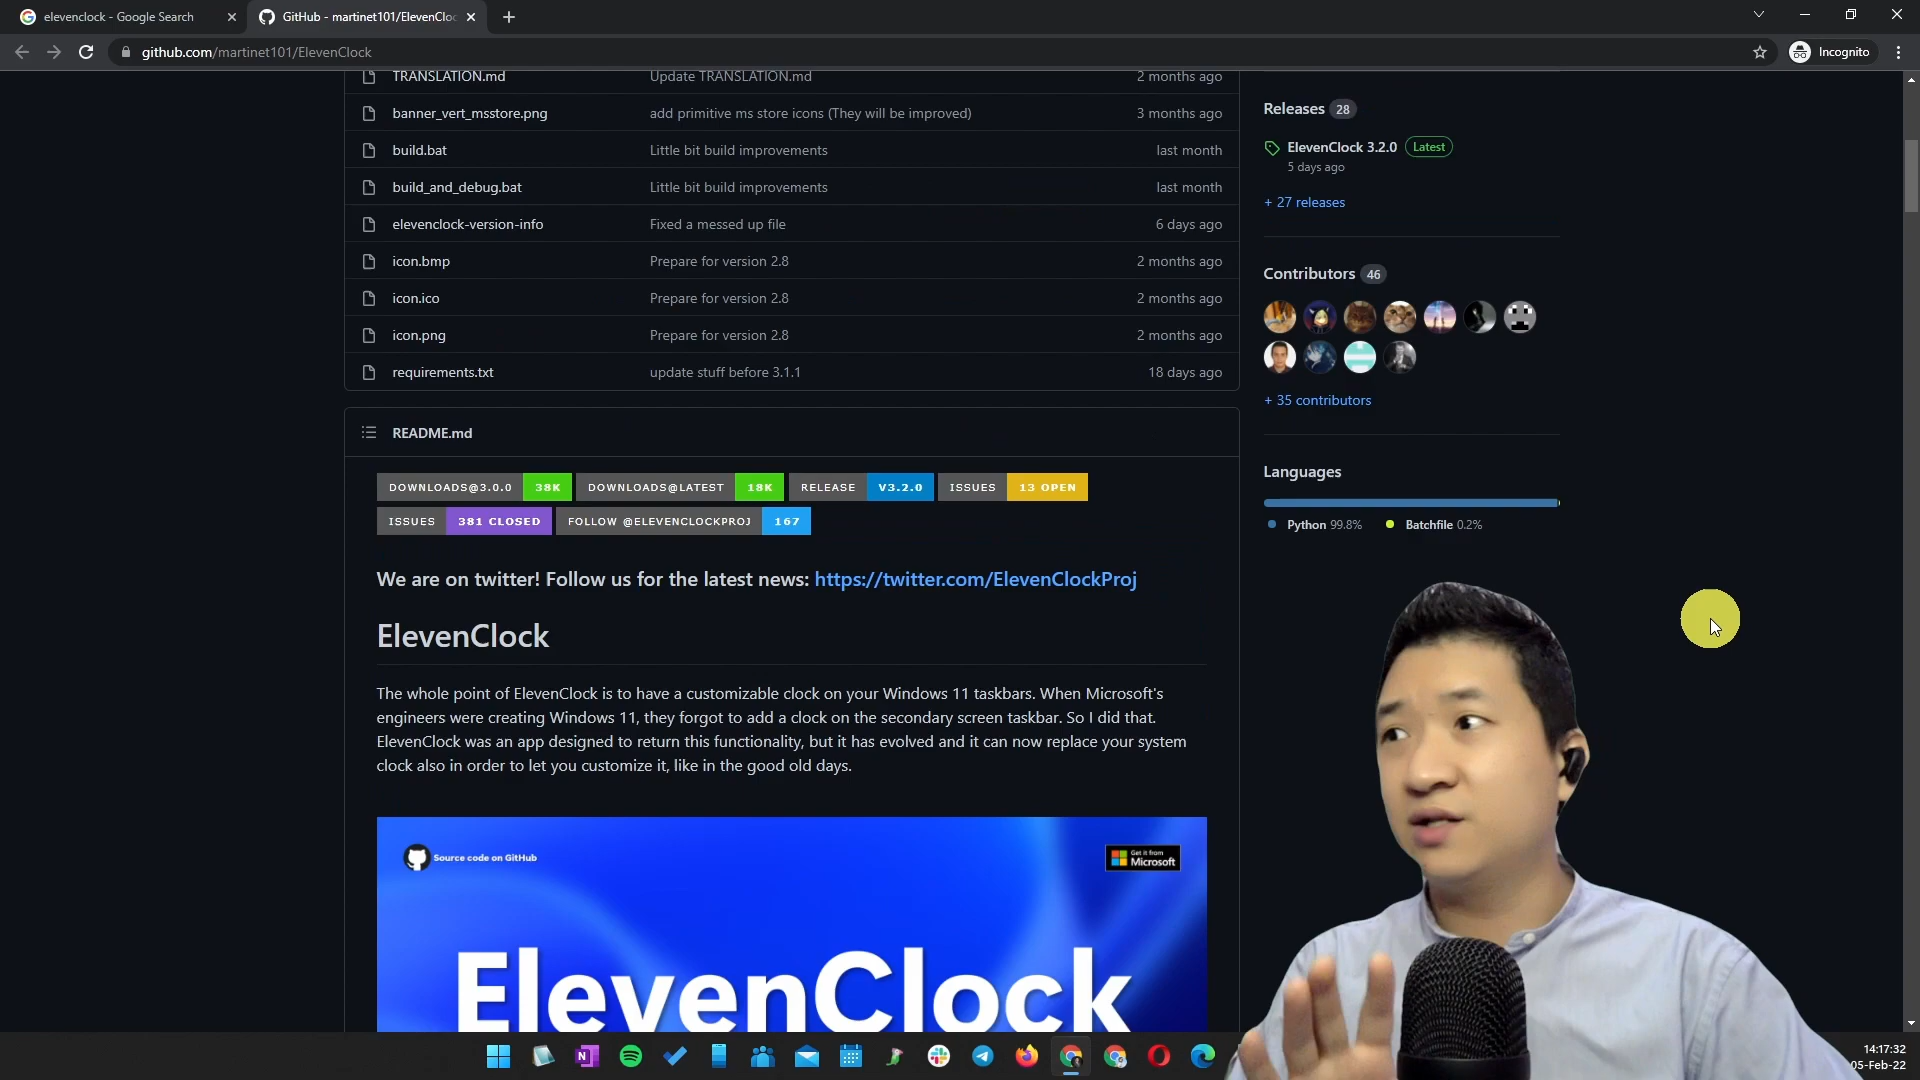 elevenclock - Google Search
GitHub - martinet101/ElevenCloc
github.com/martinet101/ElevenClock
Incognito
TRANSLATION.md Update TRANSLATION.md 2 months ago
banner_vert_msstore.png add primitive ms store icons (They will be improved) 3 months ago
build.bat Little bit build improvements last month
build_and_debug.bat Little bit build improvements last month
elevenclock-version-info Fixed a messed up file 6 days ago
icon.bmp Prepare for version 2.8 2 months ago
icon.ico Prepare for version 2.8 2 months ago
icon.png Prepare for version 2.8 2 months ago
requirements.txt update stuff before 3.1.1 18 days ago
README.md
DOWNLOADS@3.0.0 38K DOWNLOADS@LATEST 18K RELEASE V3.2.0 ISSUES 13 OPEN
ISSUES 381 CLOSED FOLLOW @ELEVENCLOCKPROJ 167
We are on twitter! Follow us for the latest news: https://twitter.com/ElevenClockProj
ElevenClock
The whole point of ElevenClock is to have a customizable clock on your Windows 11 taskbars. When Microsoft's
engineers were creating Windows 11, they forgot to add a clock on the secondary screen taskbar. So I did that.
ElevenClock was an app designed to return this functionality, but it has evolved and it can now replace your system
clock also in order to let you customize it, like in the good old days.
Source code on GitHub
Get it from
Microsoft
ElevenClock
Releases 28
ElevenClock 3.2.0 Latest
5 days ago
+ 27 releases
Contributors 46
+ 35 contributors
Languages
Python 99.8% Batchfile 0.2%
N
14:17:32
05-Feb-22